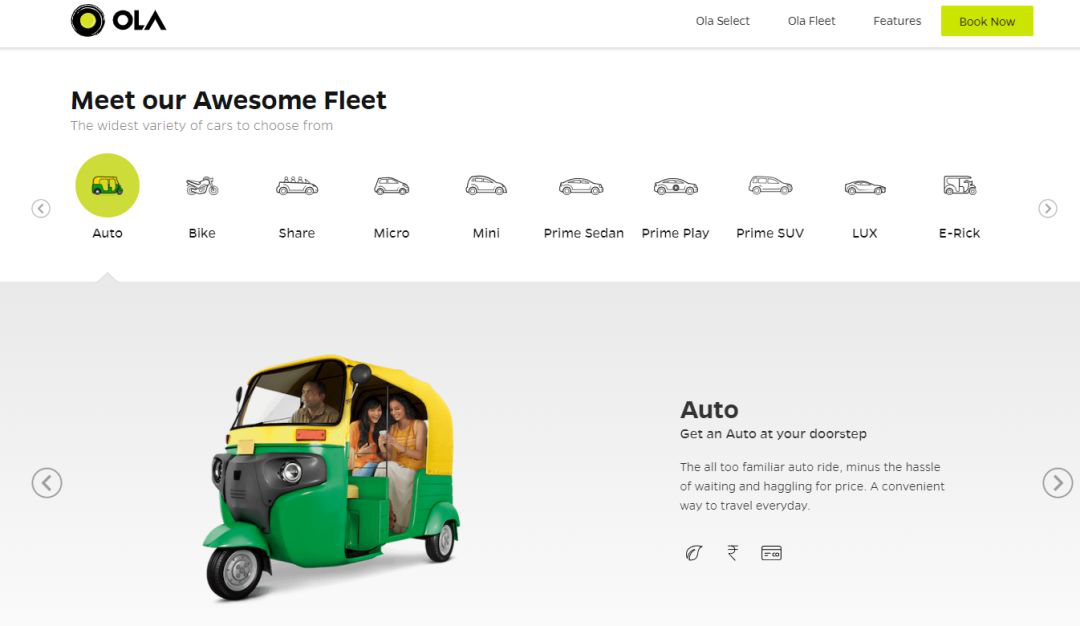 OLA
Ola Select
Ola Fleet
Features
Book Now
Meet our Awesome Fleet
The widest variety of cars to choose from
Auto
Bike
Share
Micro
Mini
Prime Sedan
Prime Play
Prime SUV
LUX
E-Rick
Auto
Get an Auto at your doorstep
The all too familiar auto ride, minus the hassle
of waiting and haggling for price. A convenient
way to travel everyday.
₹